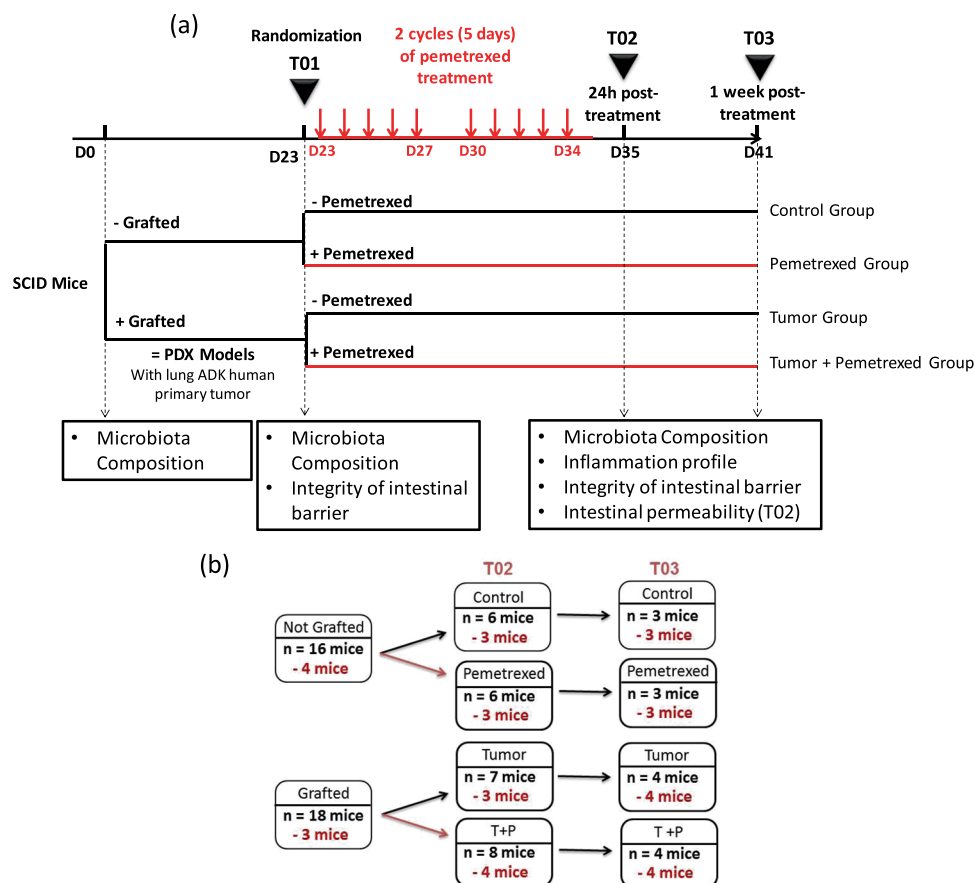 (a)
Randomization
T01
2 cycles (5 days)
of pemetrexed
treatment
T02
24h post-
treatment
T03
1 week post-
treatment
D0
D23
D23
D27
D30
D34
D35
D41
SCID Mice
- Grafted
+ Grafted
= PDX Models
With lung ADK human
primary tumor
- Pemetrexed
Control Group
+ Pemetrexed
Pemetrexed Group
- Pemetrexed
Tumor Group
+ Pemetrexed
Tumor + Pemetrexed Group
• Microbiota
Composition
• Microbiota
Composition
• Integrity of intestinal
barrier
• Microbiota Composition
• Inflammation profile
• Integrity of intestinal barrier
• Intestinal permeability (T02)
(b)
T02
T03
Not Grafted
n = 16 mice
- 4 mice
Control
n = 6 mice
- 3 mice
Control
n = 3 mice
- 3 mice
Pemetrexed
n = 6 mice
- 3 mice
Pemetrexed
n = 3 mice
- 3 mice
Grafted
n = 18 mice
- 3 mice
Tumor
n = 7 mice
- 3 mice
Tumor
n = 4 mice
- 4 mice
T+P
n = 8 mice
- 4 mice
T +P
n = 4 mice
- 4 mice